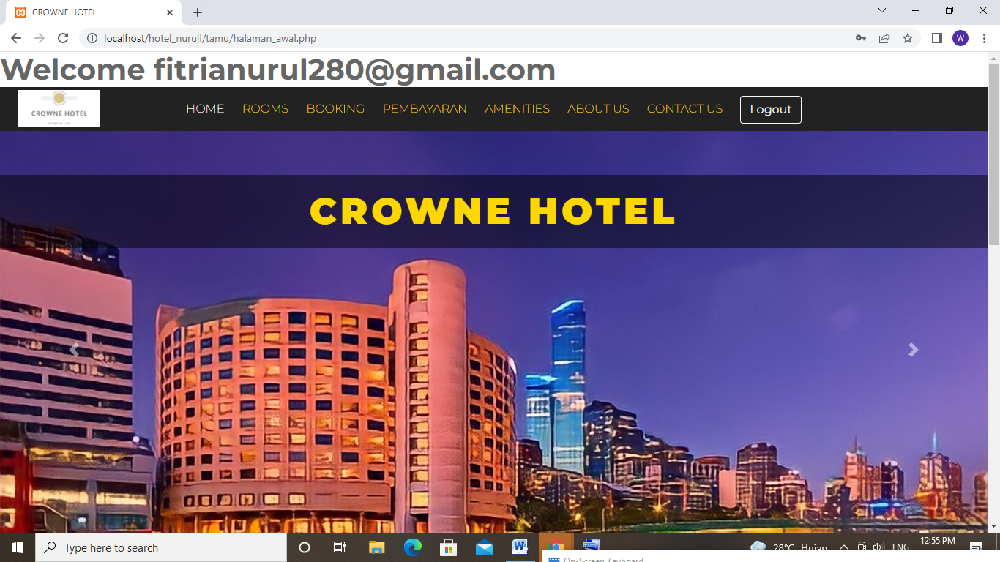 CROWNE HOTEL
localhost/hotel_nurull/tamu/halaman_awal.php
W
Welcome fitrianurul280@gmail.com
CROWNE HOTEL
HOME ROOMS BOOKING PEMBAYARAN AMENITIES ABOUT US CONTACT US Logout
CROWNE HOTEL
Type here to search
28°C Hujan ENG 12:55 PM
On-Screen Keyboard